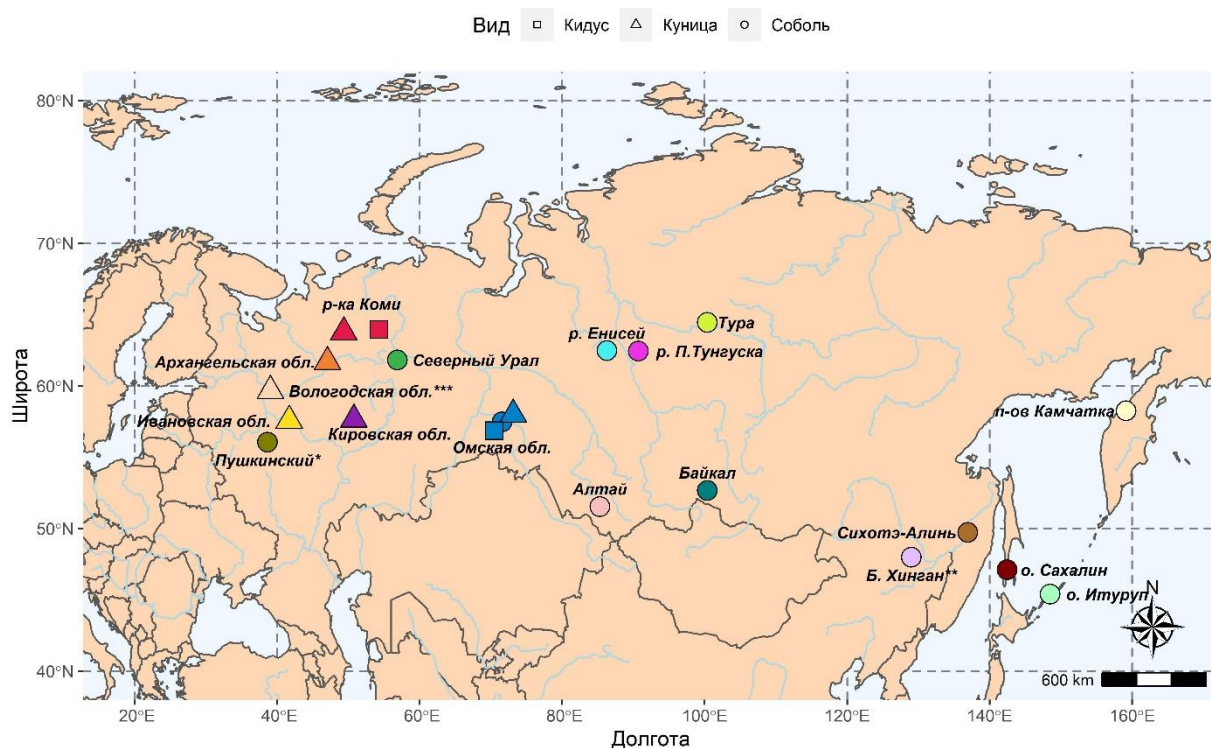 Вид Кидус Куница Соболь
80°N
70°N
60°N
50°N
40°N
Широта
р-ка Коми
Архангельская обл.
Северный Урал
Вологодская обл.***
Ивановская обл.
Кировская обл.
Пушкинский*
Омская обл.
р. Енисей
р. П.Тунгуска
Тура
п-ов Камчатка
Алтай
Байкал
Сихотэ-Алинь
Б. Хинган**
о. Сахалин
о. Итуруп
N
600 km
20°E 40°E 60°E 80°E 100°E 120°E 140°E 160°E
Долгота